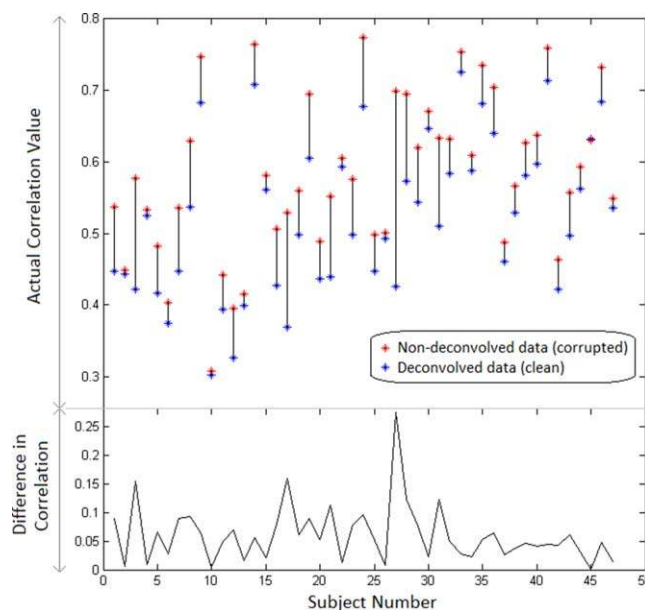 Actual Correlation Value
0.8
0.7
0.6
0.5
0.4
0.3
Non-deconvolved data (corrupted)
Deconvolved data (clean)
Difference in
Correlation
0.25
0.2
0.15
0.1
0.05
0
0 5 10 15 20 25 30 35 40 45 50
Subject Number